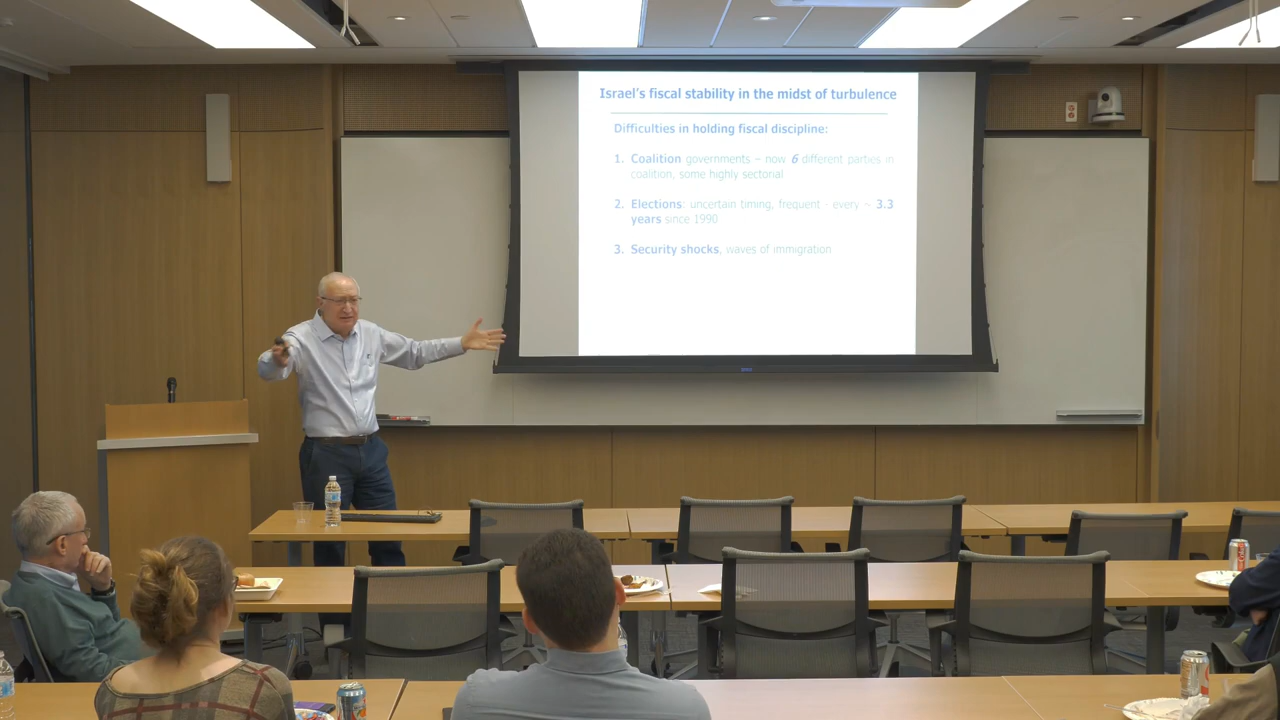 Israel's fiscal stability in the midst of turbulence
Difficulties in holding fiscal discipline:
1. Coalition governments – now 6 different parties in
coalition, some highly sectorial
2. Elections: uncertain timing, frequent - every ~ 3.3
years since 1990
3. Security shocks, waves of immigration